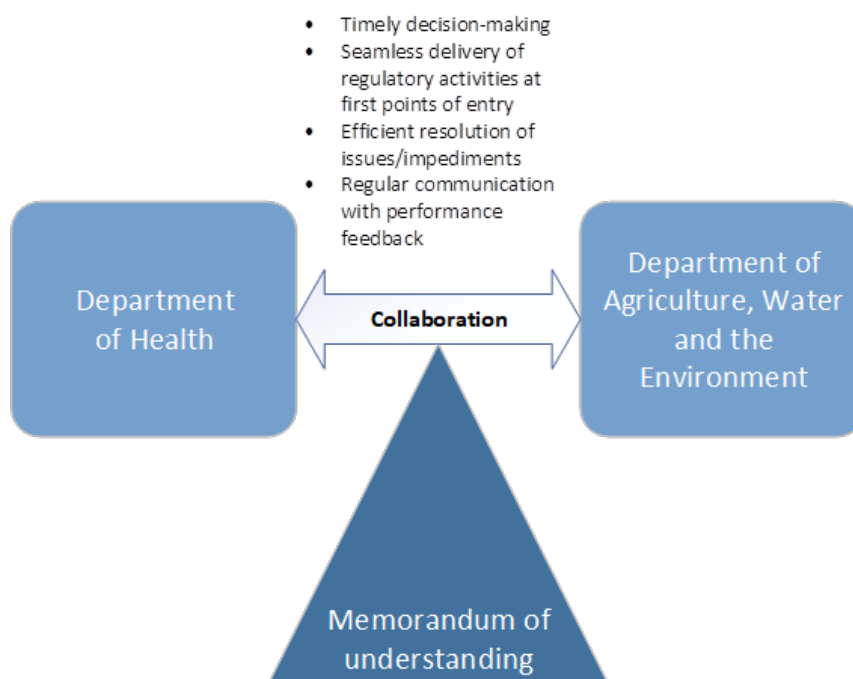 • Timely decision-making
• Seamless delivery of
regulatory activities at
first points of entry
• Efficient resolution of
issues/impediments
• Regular communication
with performance
feedback
Department
of Health
Collaboration
Department of
Agriculture, Water
and the
Environment
Memorandum of
understanding